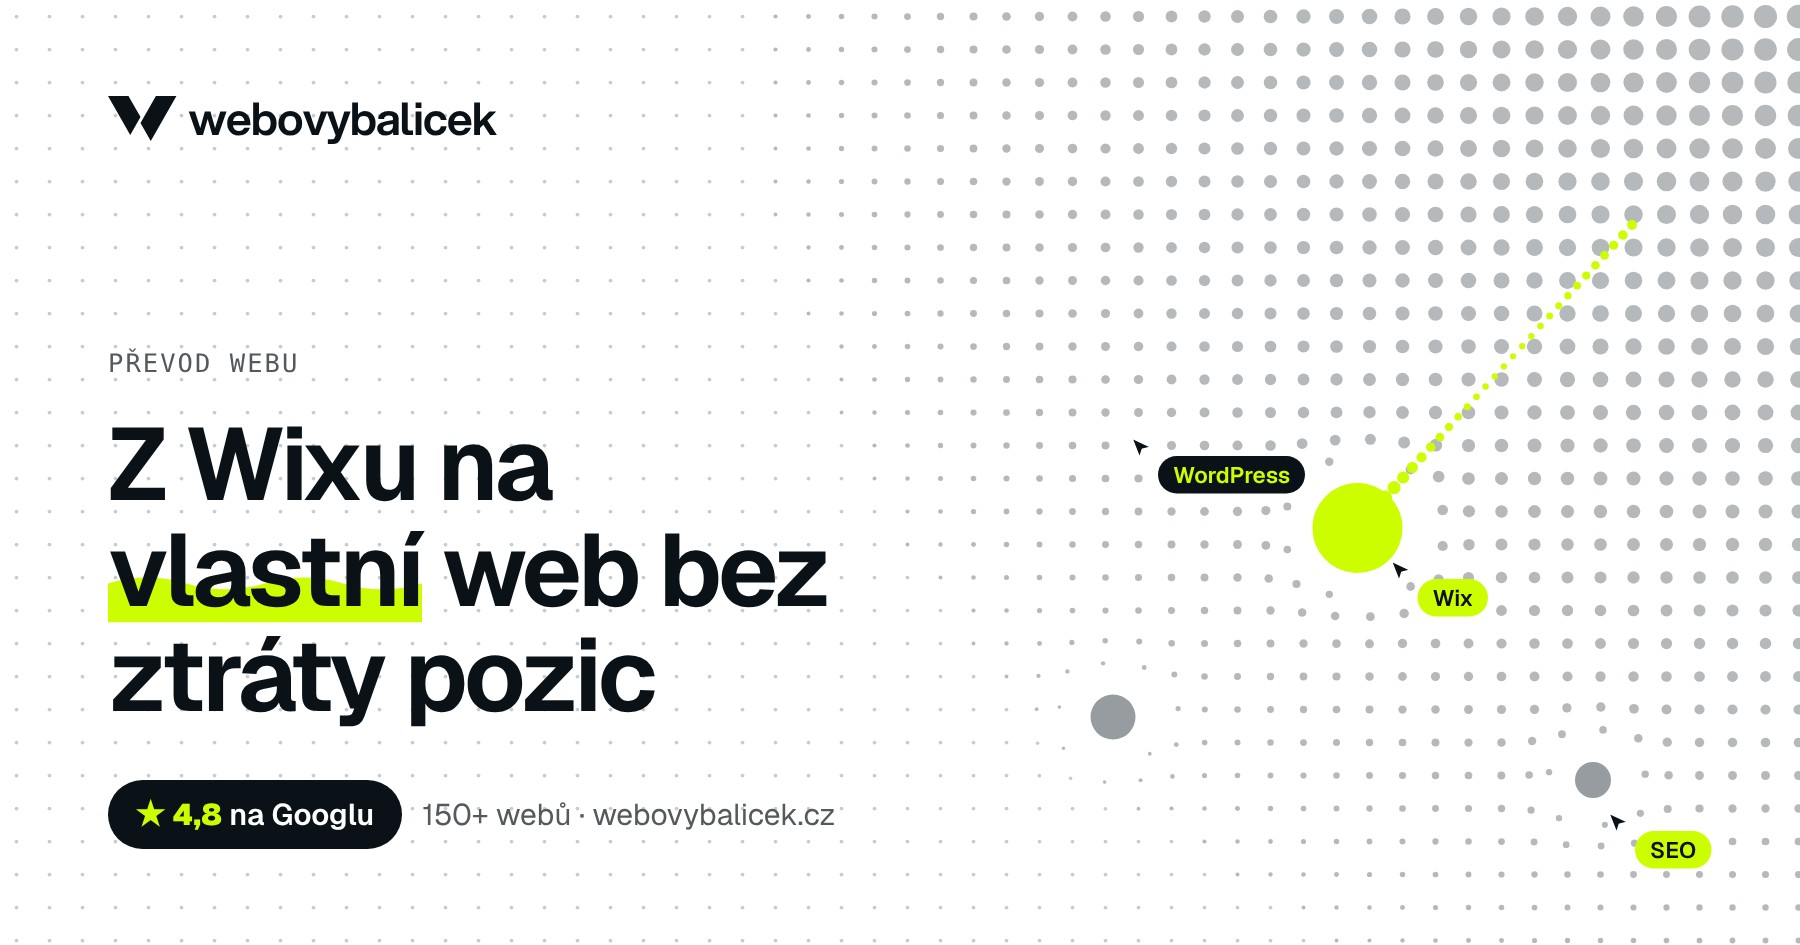 webovybalicek
PŘEVOD WEBU
Z Wixu na
vlastní web bez
ztráty pozic
★ 4,8 na Googlu
150+ webů · webovybalicek.cz
WordPress
Wix
SEO